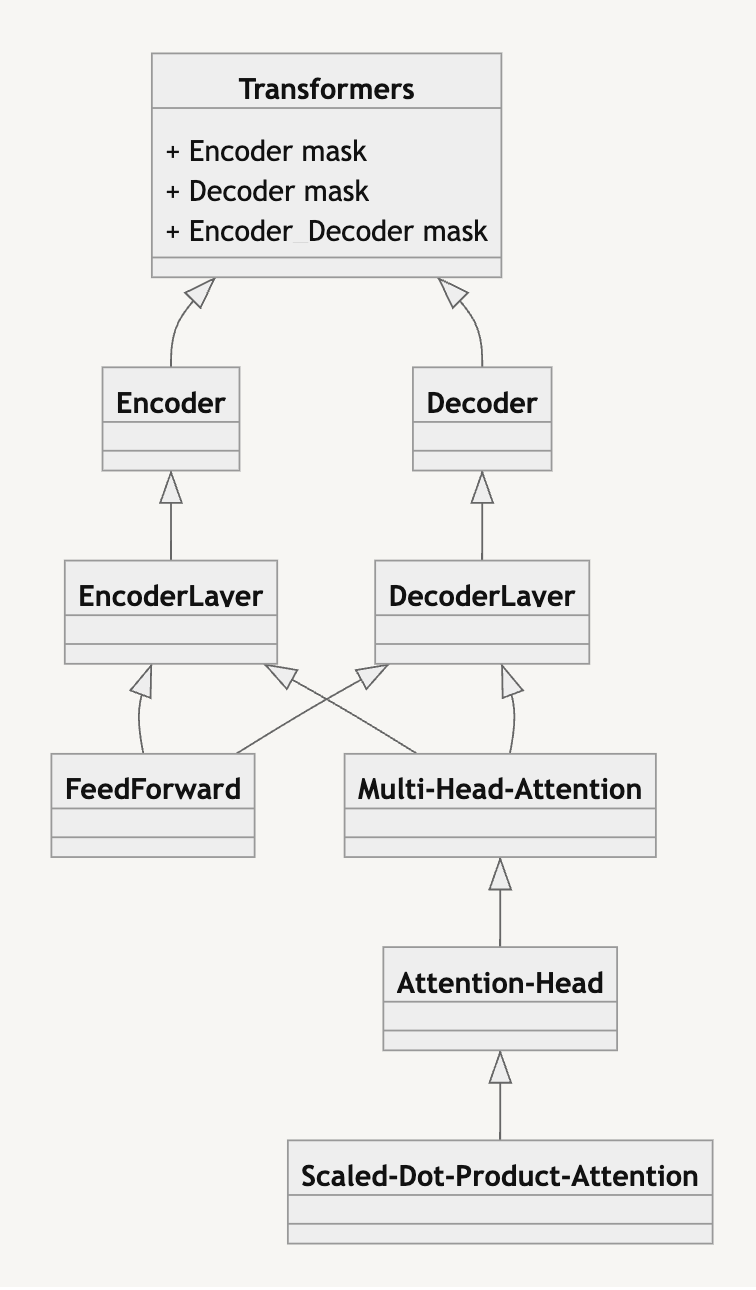 Transformers
+ Encoder mask
+ Decoder mask
+ Encoder_Decoder mask
Encoder
Decoder
EncoderLayer
DecoderLayer
FeedForward
Multi-Head-Attention
Attention-Head
Scaled-Dot-Product-Attention